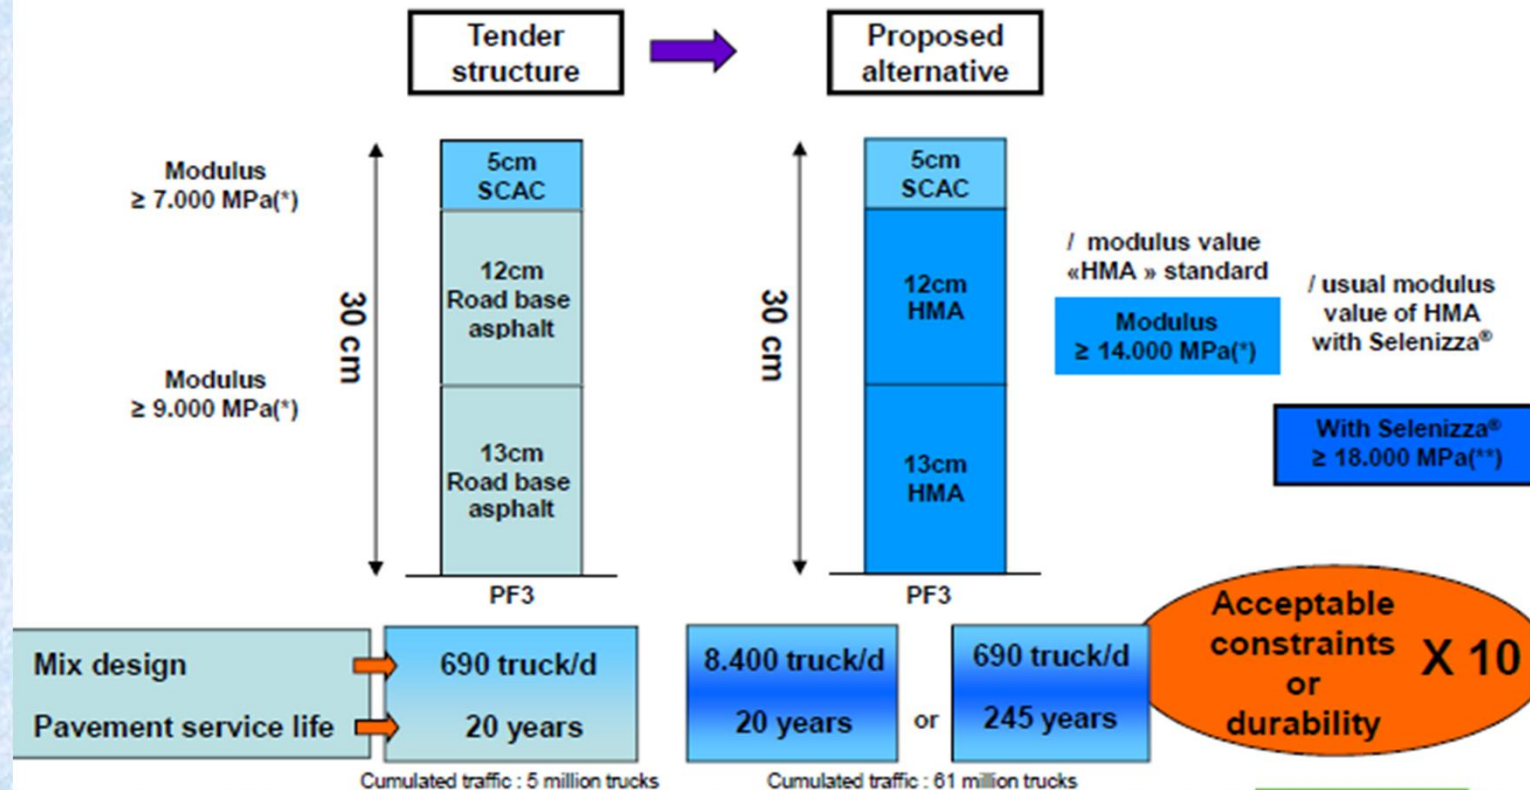 Tender
structure
Proposed
alternative
Modulus
≥ 7.000 MPa(*)
Modulus
≥ 9.000 MPa(*)
30 cm
5cm
SCAC
12cm
Road base
asphalt
13cm
Road base
asphalt
PF3
30 cm
5cm
SCAC
12cm
HMA
13cm
HMA
PF3
/ modulus value
«HMA » standard
Modulus
≥ 14.000 MPa(*)
/ usual modulus
value of HMA
with Selenizza®
With Selenizza®
≥ 18.000 MPa(**)
Mix design
Pavement service life
690 truck/d
20 years
Cumulated traffic : 5 million trucks
8.400 truck/d
20 years
or
690 truck/d
245 years
Cumulated traffic : 61 million trucks
Acceptable
constraints
or
durability
X 10